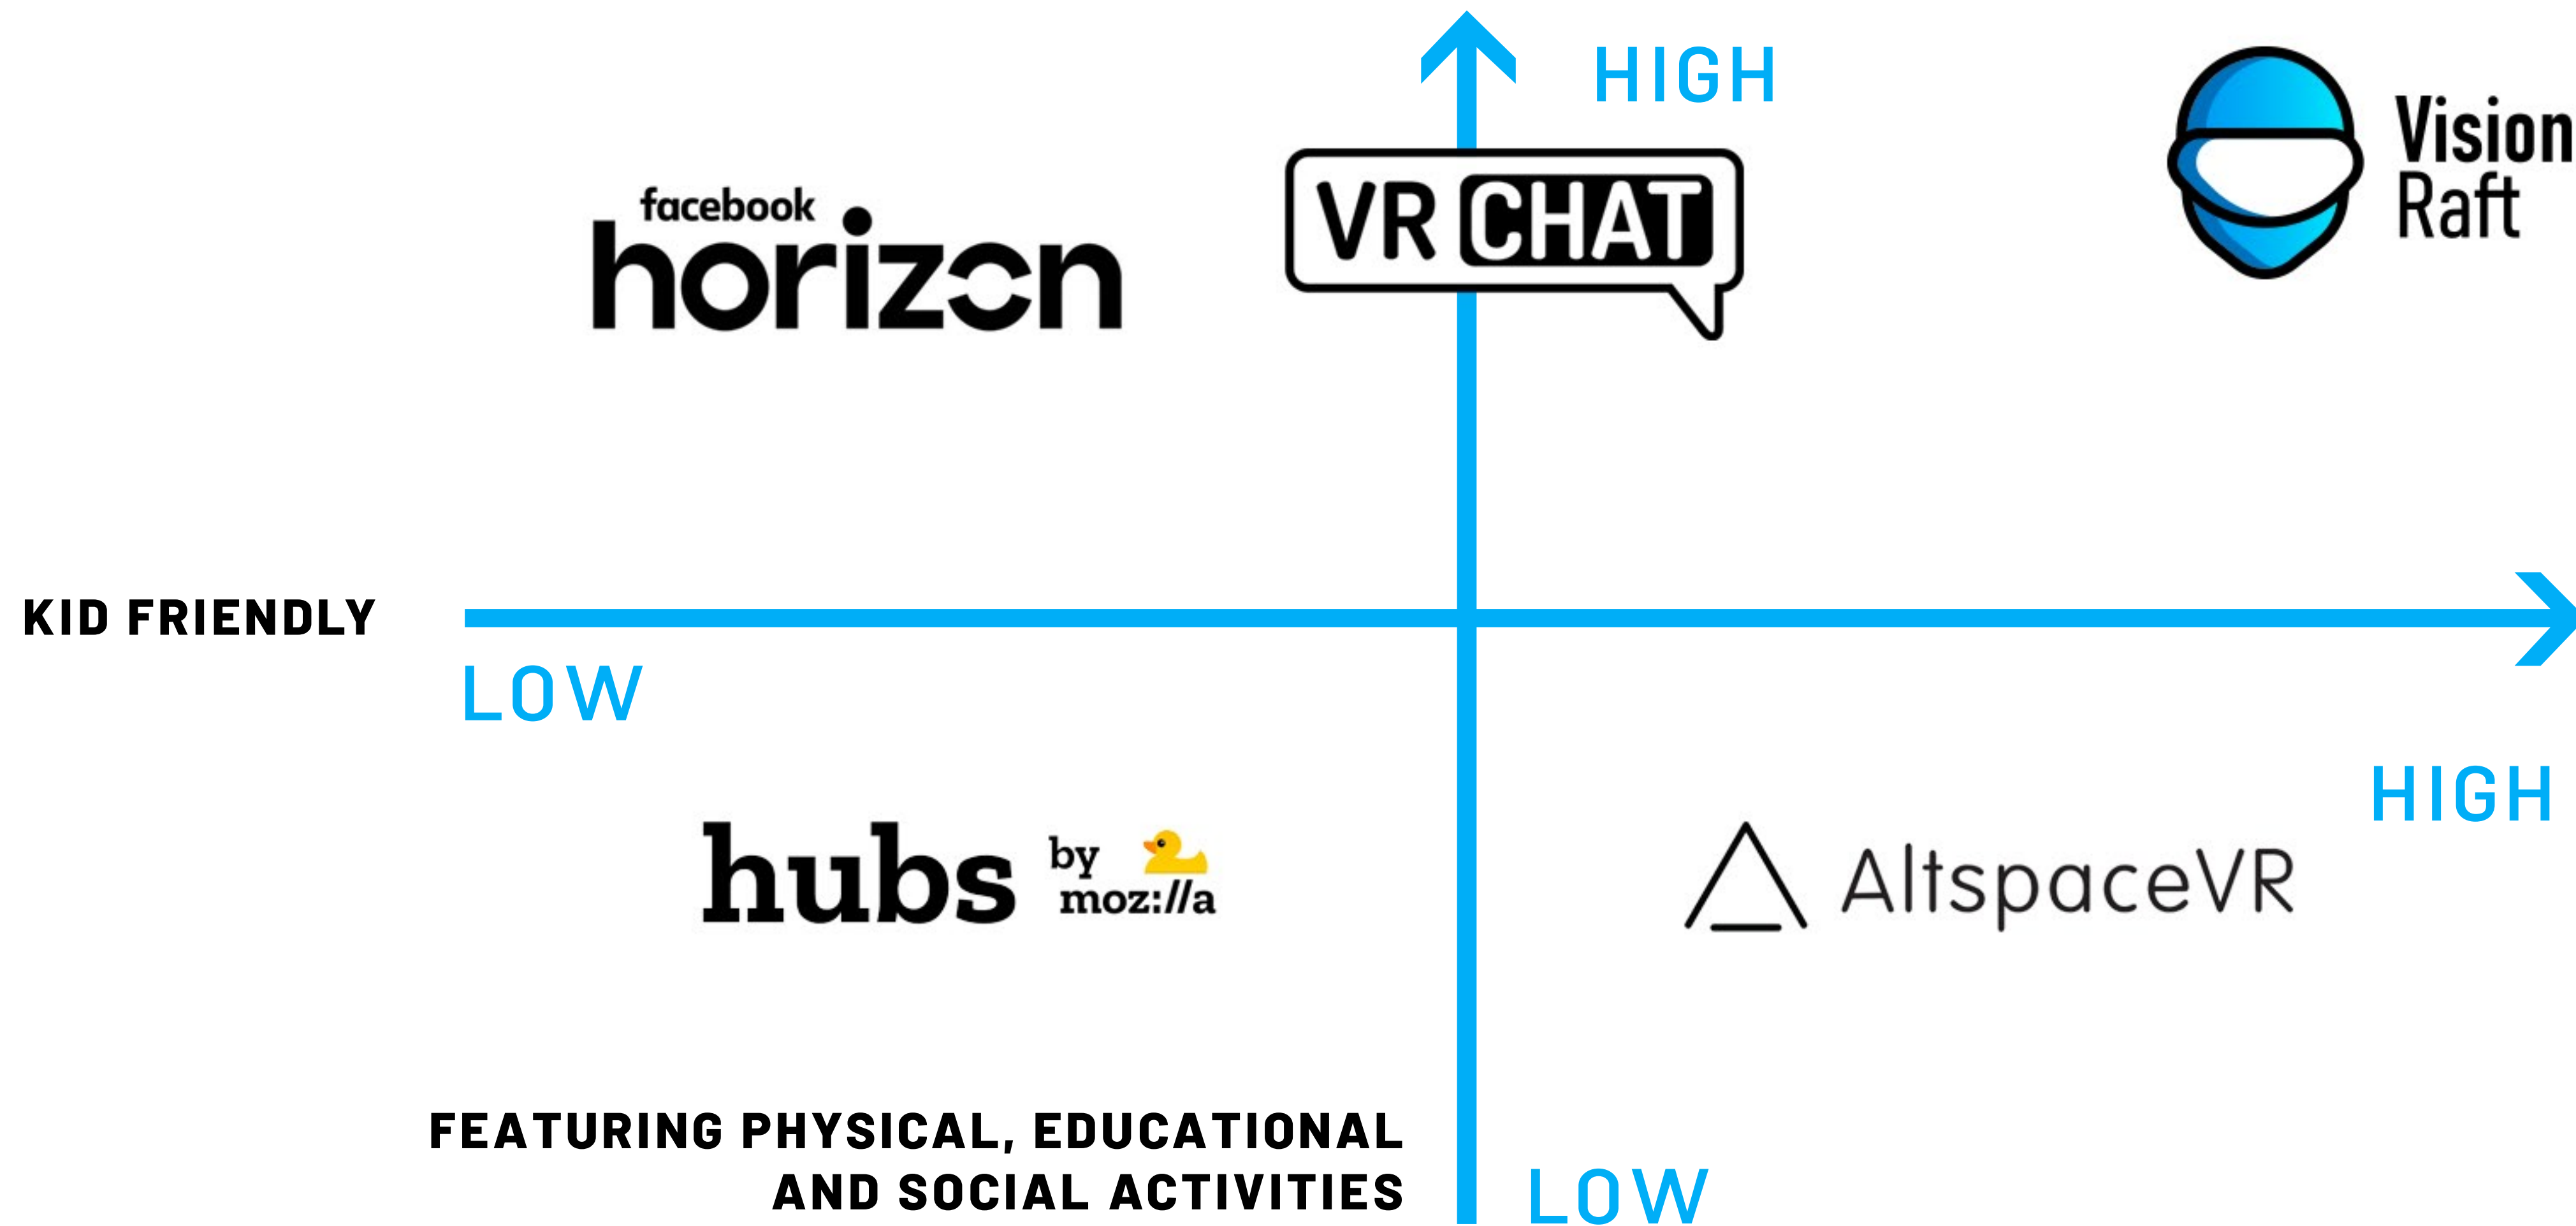 HIGH
Vision
Raft
facebook
horizon
VR CHAT
KID FRIENDLY
LOW
HIGH
hubs by
moz://a
AltspaceVR
FEATURING PHYSICAL, EDUCATIONAL
AND SOCIAL ACTIVITIES
LOW